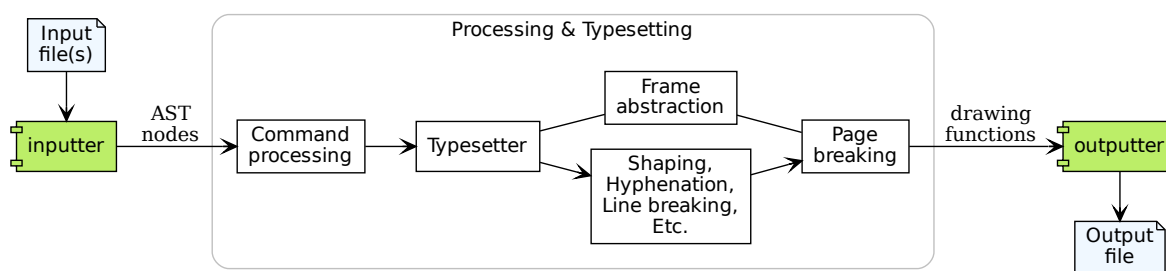 Processing & Typesetting
Input
file(s)
inputter
AST
nodes
Command
processing
Typesetter
Frame
abstraction
Shaping,
Hyphenation,
Line breaking,
Etc.
Page
breaking
drawing
functions
outputter
Output
file